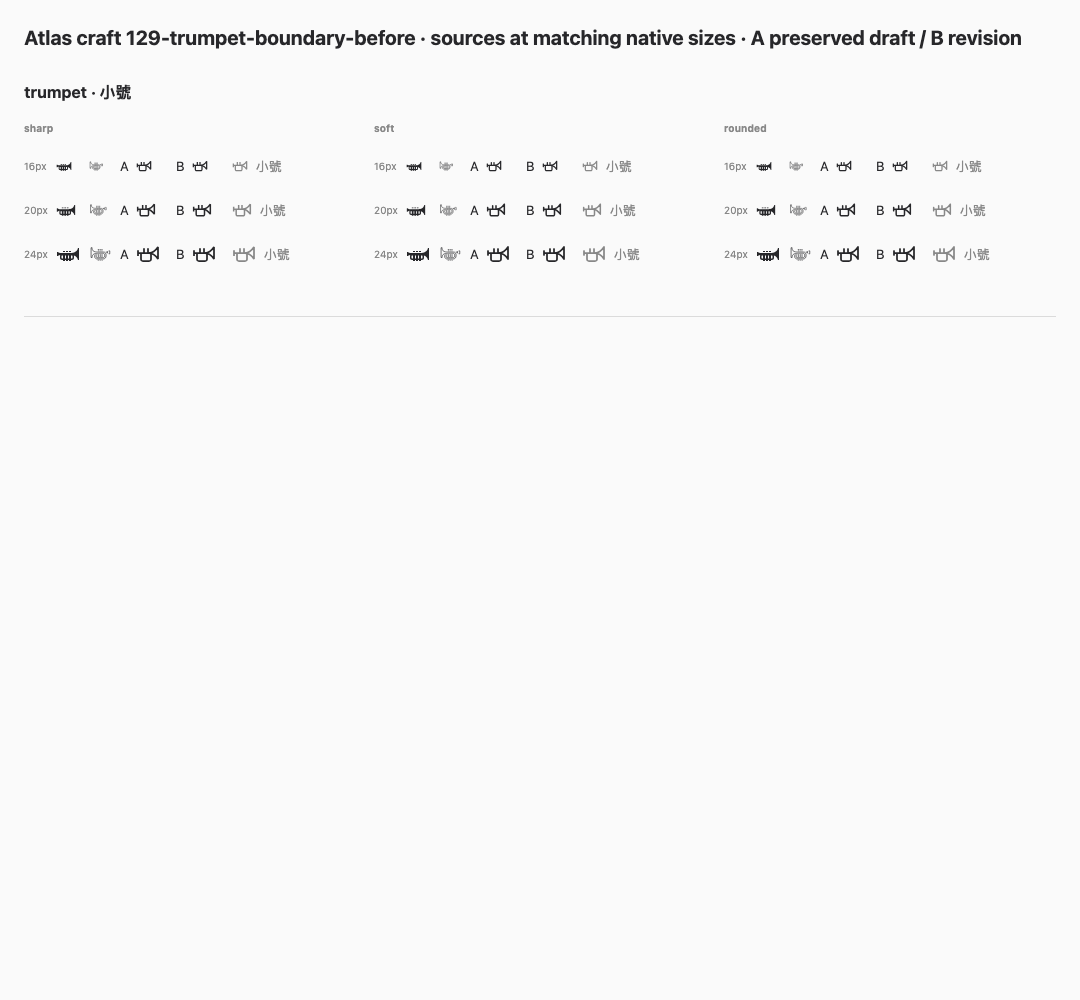 Atlas craft 129-trumpet-boundary-before · sources at matching native sizes · A preserved draft / B revision
trumpet · 小號
sharp soft rounded
16px A B 小號 16px A B 小號 16px A B 小號
20px A B 小號 20px A B 小號 20px A B 小號
24px A B 小號 24px A B 小號 24px A B 小號